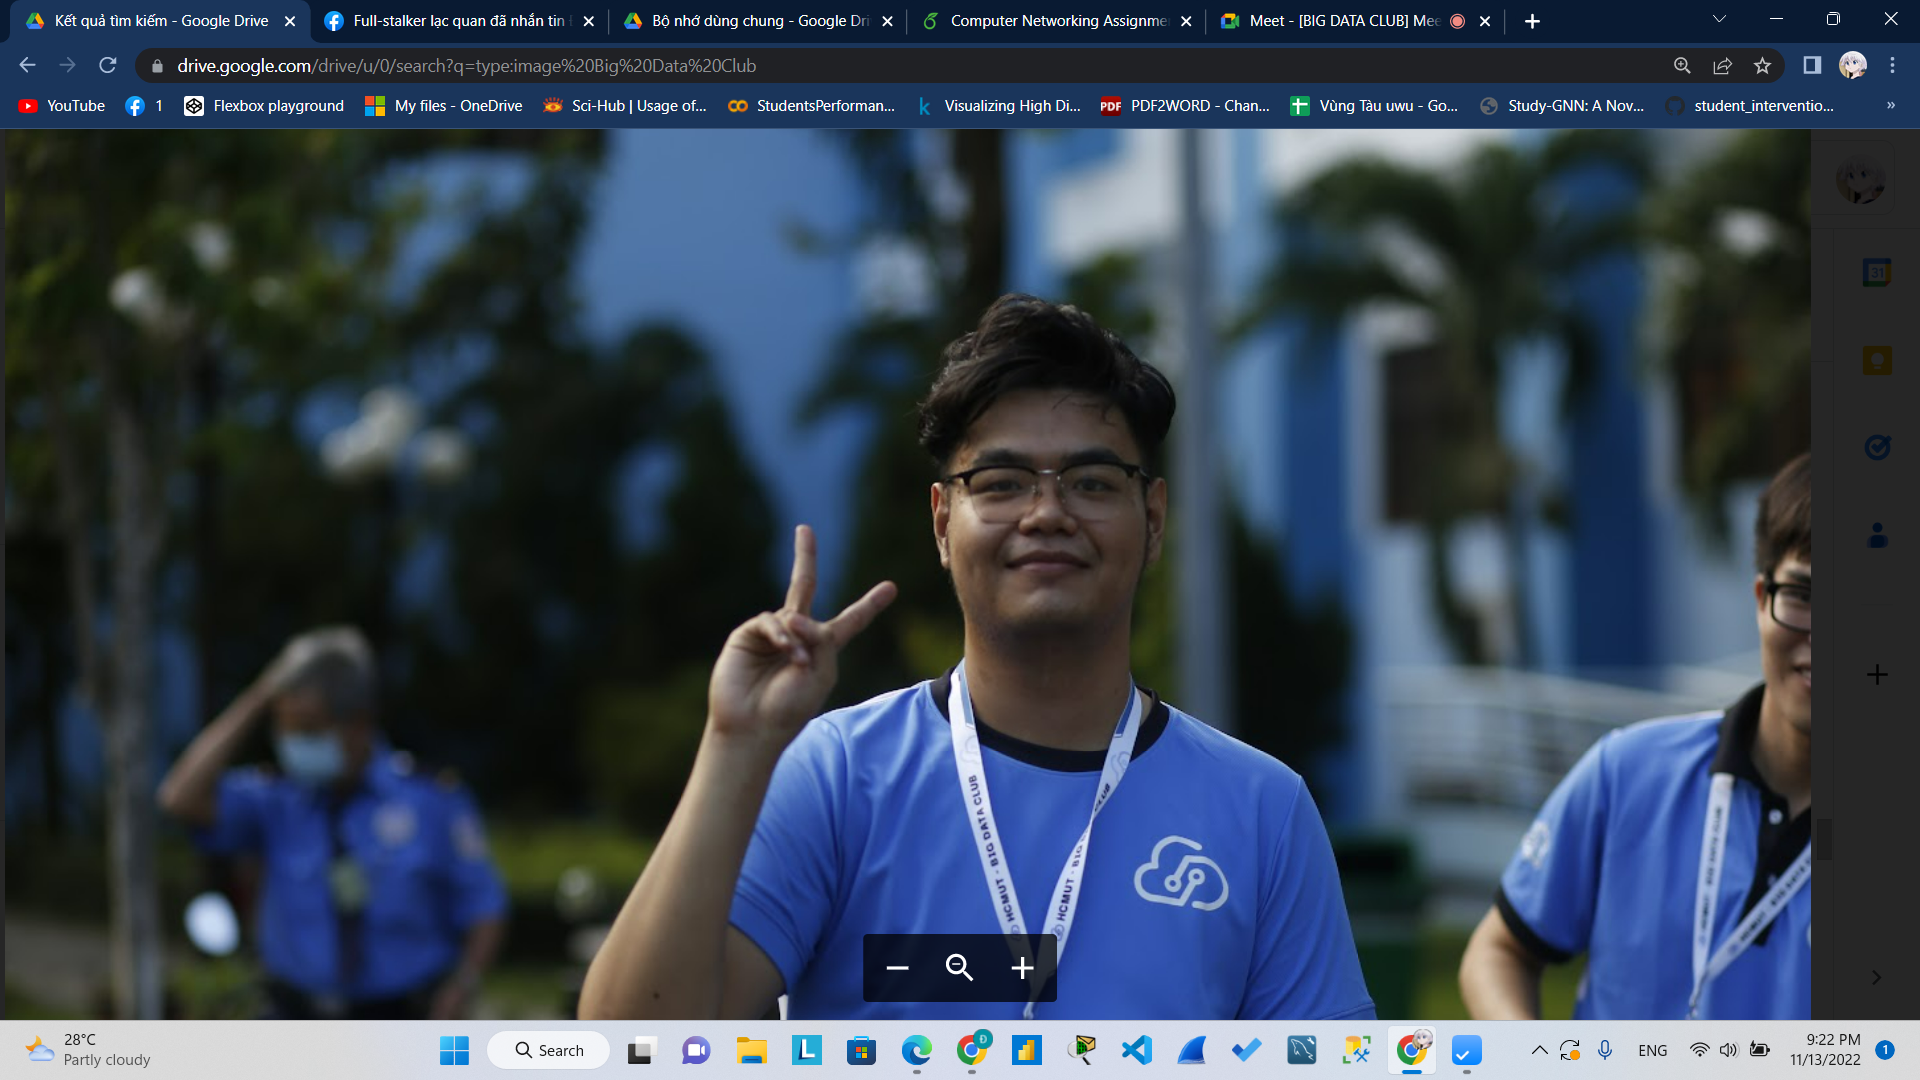 Kết quả tìm kiếm - Google Drive
Full-stalker lạc quan đã nhắn tin
Bộ nhớ dùng chung - Google Dri
Computer Networking Assignme
Meet - [BIG DATA CLUB] Mee
drive.google.com/drive/u/0/search?q=type:image%20Big%20Data%20Club
YouTube
1
Flexbox playground
My files - OneDrive
Sci-Hub | Usage of...
StudentsPerforman...
Visualizing High Di...
PDF PDF2WORD - Chan...
Vùng Tàu uwu - Go...
Study-GNN: A Nov...
student_interventio...
31
HCMUT - BIG DATA CLUB
HCMUT - BIG
CLUB
28°C
Partly cloudy
Search
L
Đ
ENG
9:22 PM
11/13/2022
1